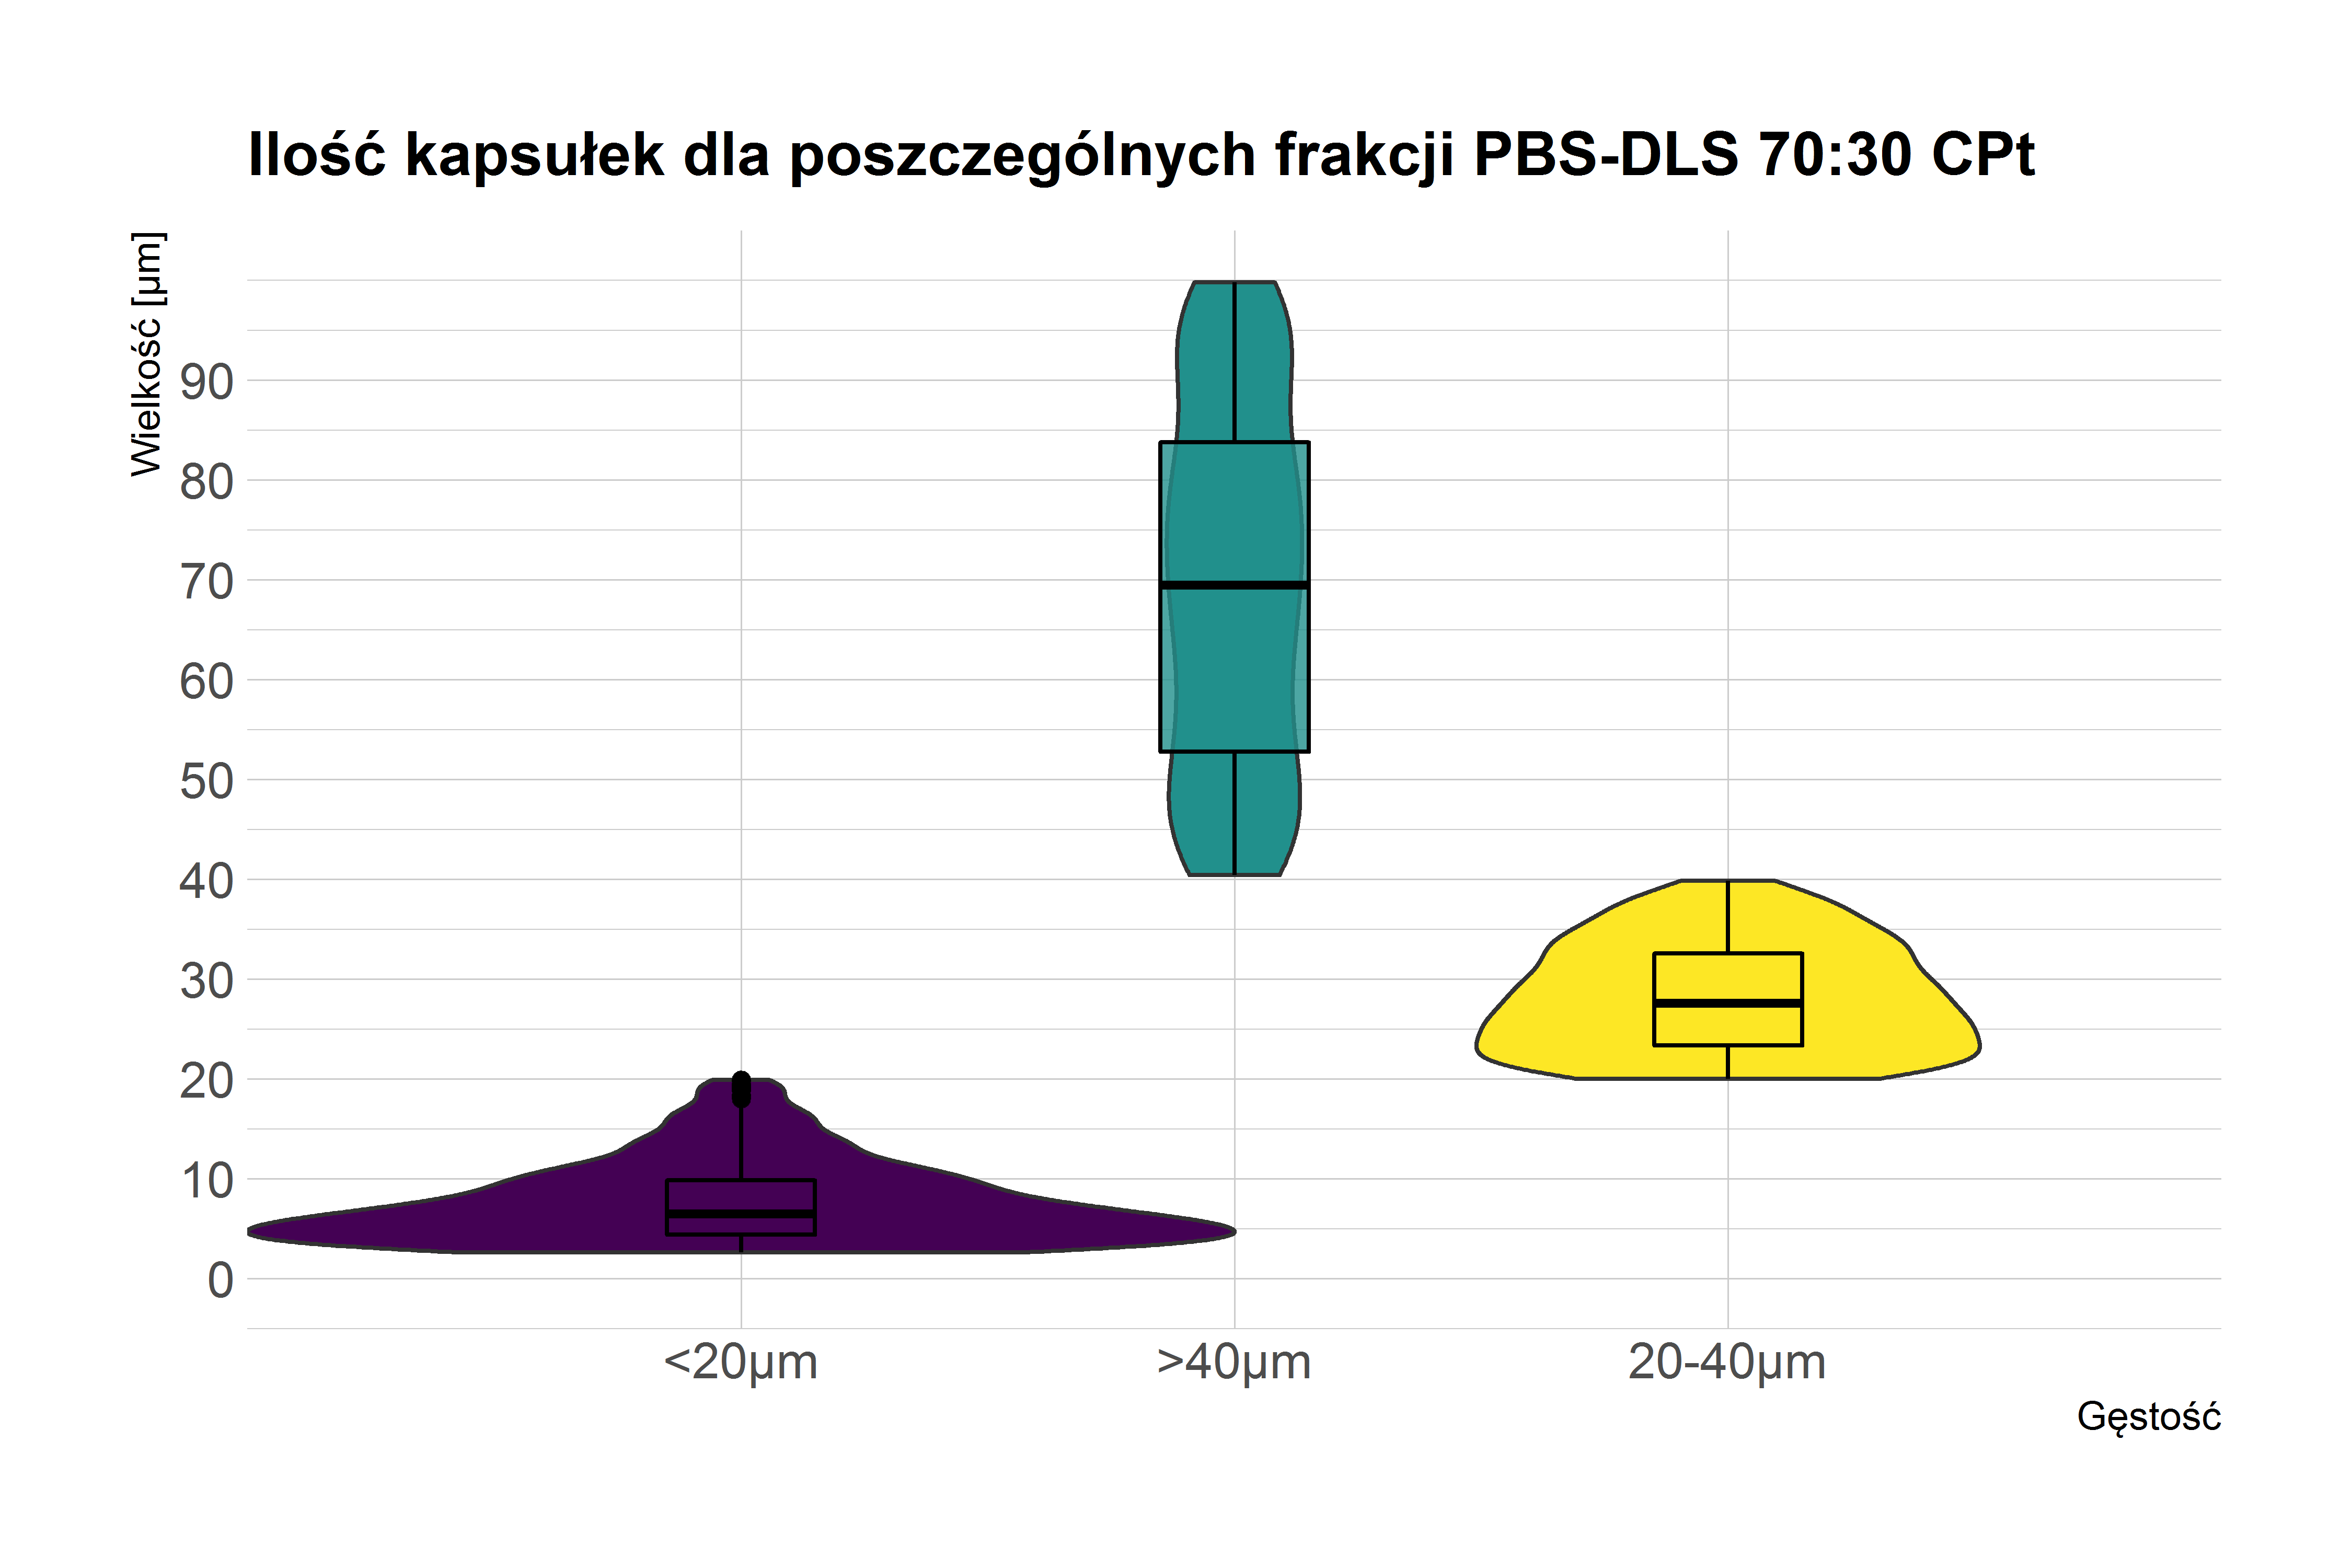 Ilość kapsułek dla poszczególnych frakcji PBS-DLS 70:30 CPt
Wielkość [µm]
90
80
70
60
50
40
30
20
10
0
<20µm >40µm 20-40µm
Gęstość